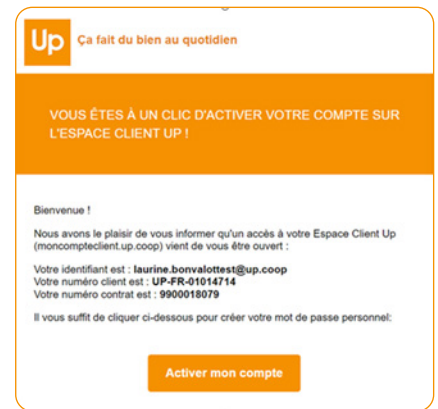 Up Ça fait du bien au quotidien
VOUS ÊTES À UN CLIC D'ACTIVER VOTRE COMPTE SUR
L'ESPACE CLIENT UP !
Bienvenue !
Nous avons le plaisir de vous informer qu'un accès à votre Espace Client Up
(moncompteclient.up.coop) vient de vous être ouvert :
Votre identifiant est : laurine.bonvalottest@up.coop
Votre numéro client est : UP-FR-01014714
Votre numéro contrat est : 9900018079
Il vous suffit de cliquer ci-dessous pour créer votre mot de passe personnel:
Activer mon compte